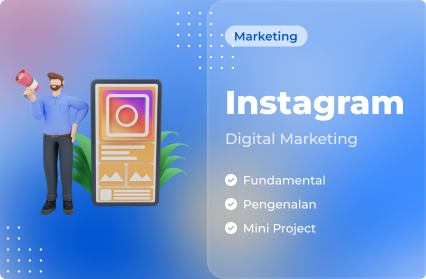 Marketing
Instagram
Digital Marketing
Fundamental
Pengenalan
Mini Project